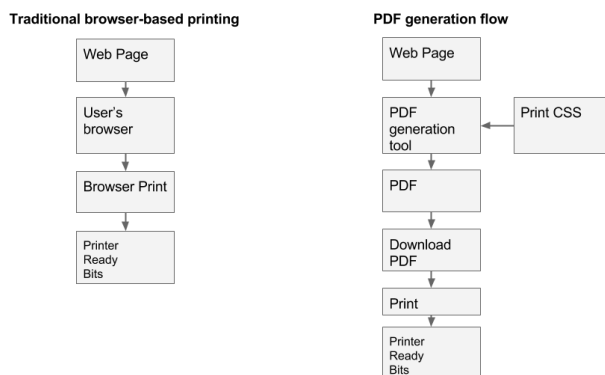 Traditional browser-based printing
Web Page
User's
browser
Browser Print
Printer
Ready
Bits
PDF generation flow
Web Page
PDF
generation
tool
Print CSS
PDF
Download
PDF
Print
Printer
Ready
Bits